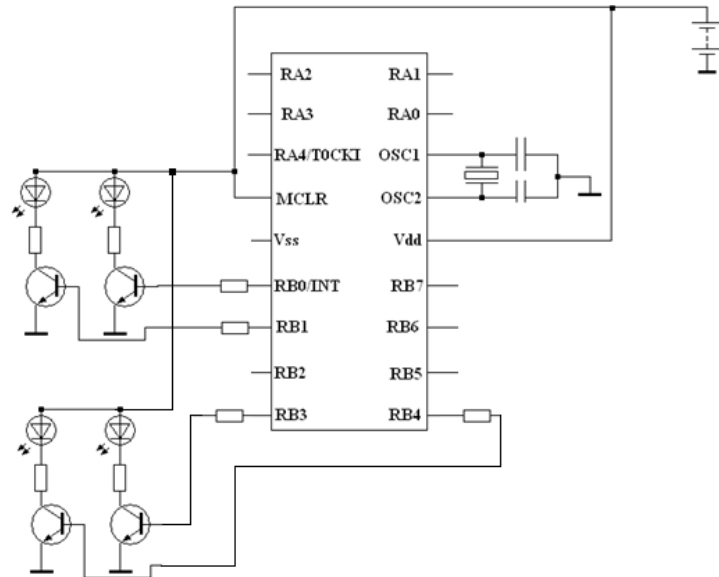 RA2
RA1
RA3
RA0
RA4/T0CKI
OSC1
MCLR
OSC2
Vss
Vdd
RB0/INT
RB7
RB1
RB6
RB2
RB5
RB3
RB4